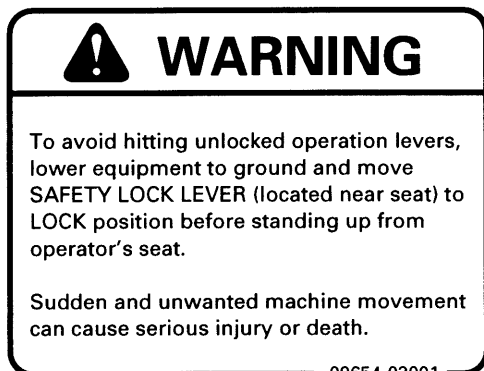 WARNING
To avoid hitting unlocked operation levers,
lower equipment to ground and move
SAFETY LOCK LEVER (located near seat) to
LOCK position before standing up from
operator's seat.
Sudden and unwanted machine movement
can cause serious injury or death.